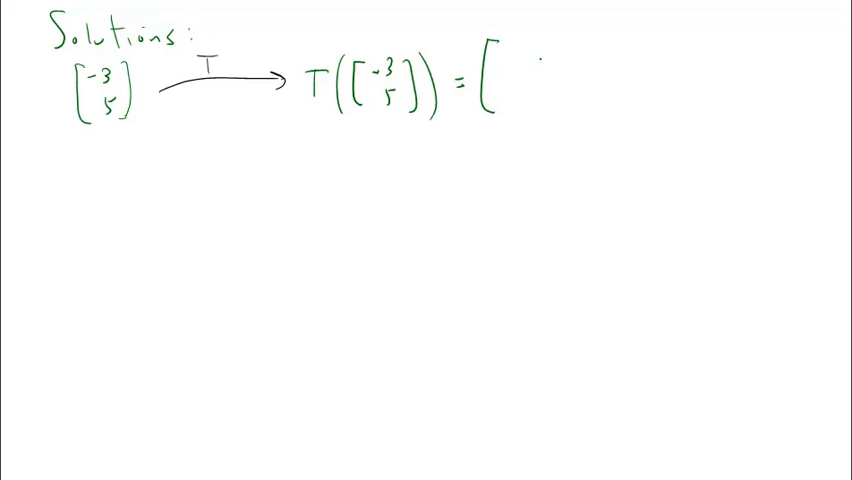 Solutions:
[-3 5] T → T([-3 5]) = [